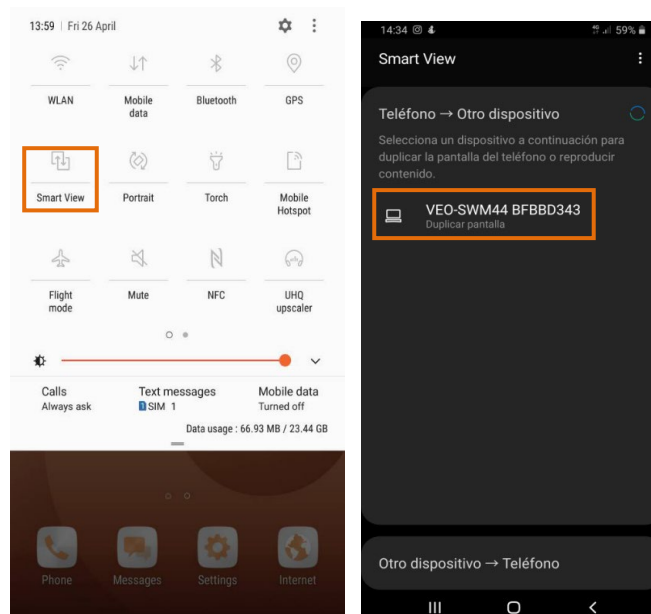 13:59 | Fri 26 April
WLAN
Mobile
data
Bluetooth
GPS
Smart View
Portrait
Torch
Mobile
Hotspot
Flight
mode
Mute
NFC
UHQ
upscaler
Calls
Always ask
Text messages
1 SIM 1
Mobile data
Turned off
Data usage : 66.93 MB / 23.44 GB
Phone
Messages
Settings
Internet
14:34
59%
Smart View
Teléfono → Otro dispositivo
Selecciona un dispositivo a continuación para
duplicar la pantalla del teléfono o reproducir
contenido.
VEO-SWM44 BFBBD343
Duplicar pantalla
Otro dispositivo → Teléfono